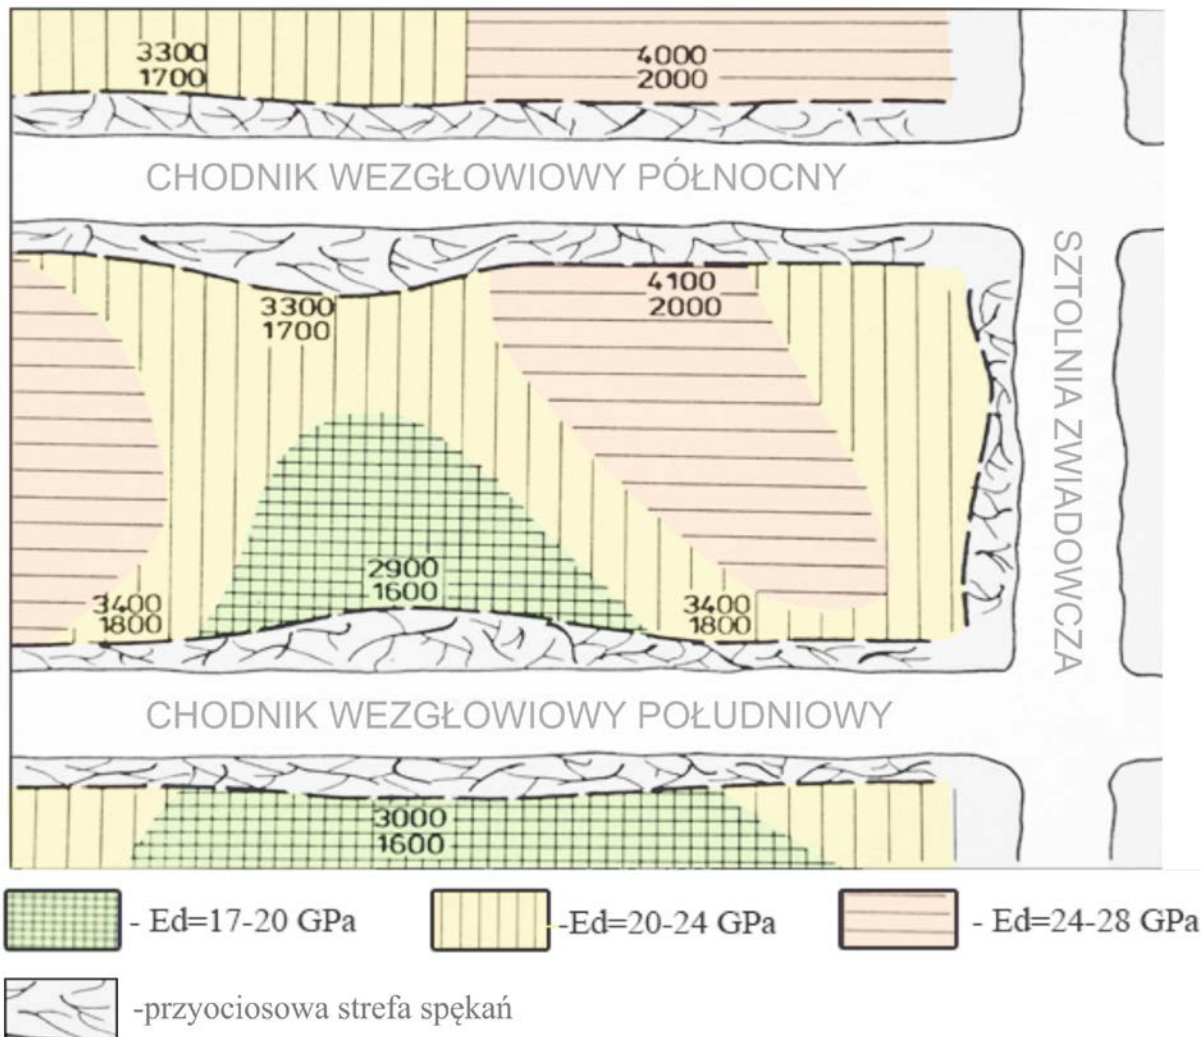 3300
1700
4000
2000
CHODNIK WEZGŁOWIOWY PÓŁNOCNY
SZTOLNIA ZWIADOWCZA
3300
1700
4100
2000
2900
1600
3400
1800
3400
1800
CHODNIK WEZGŁOWIOWY POŁUDNIOWY
3000
1600
- Ed=17-20 GPa
-Ed=20-24 GPa
- Ed=24-28 GPa
-przyociosowa strefa spękań